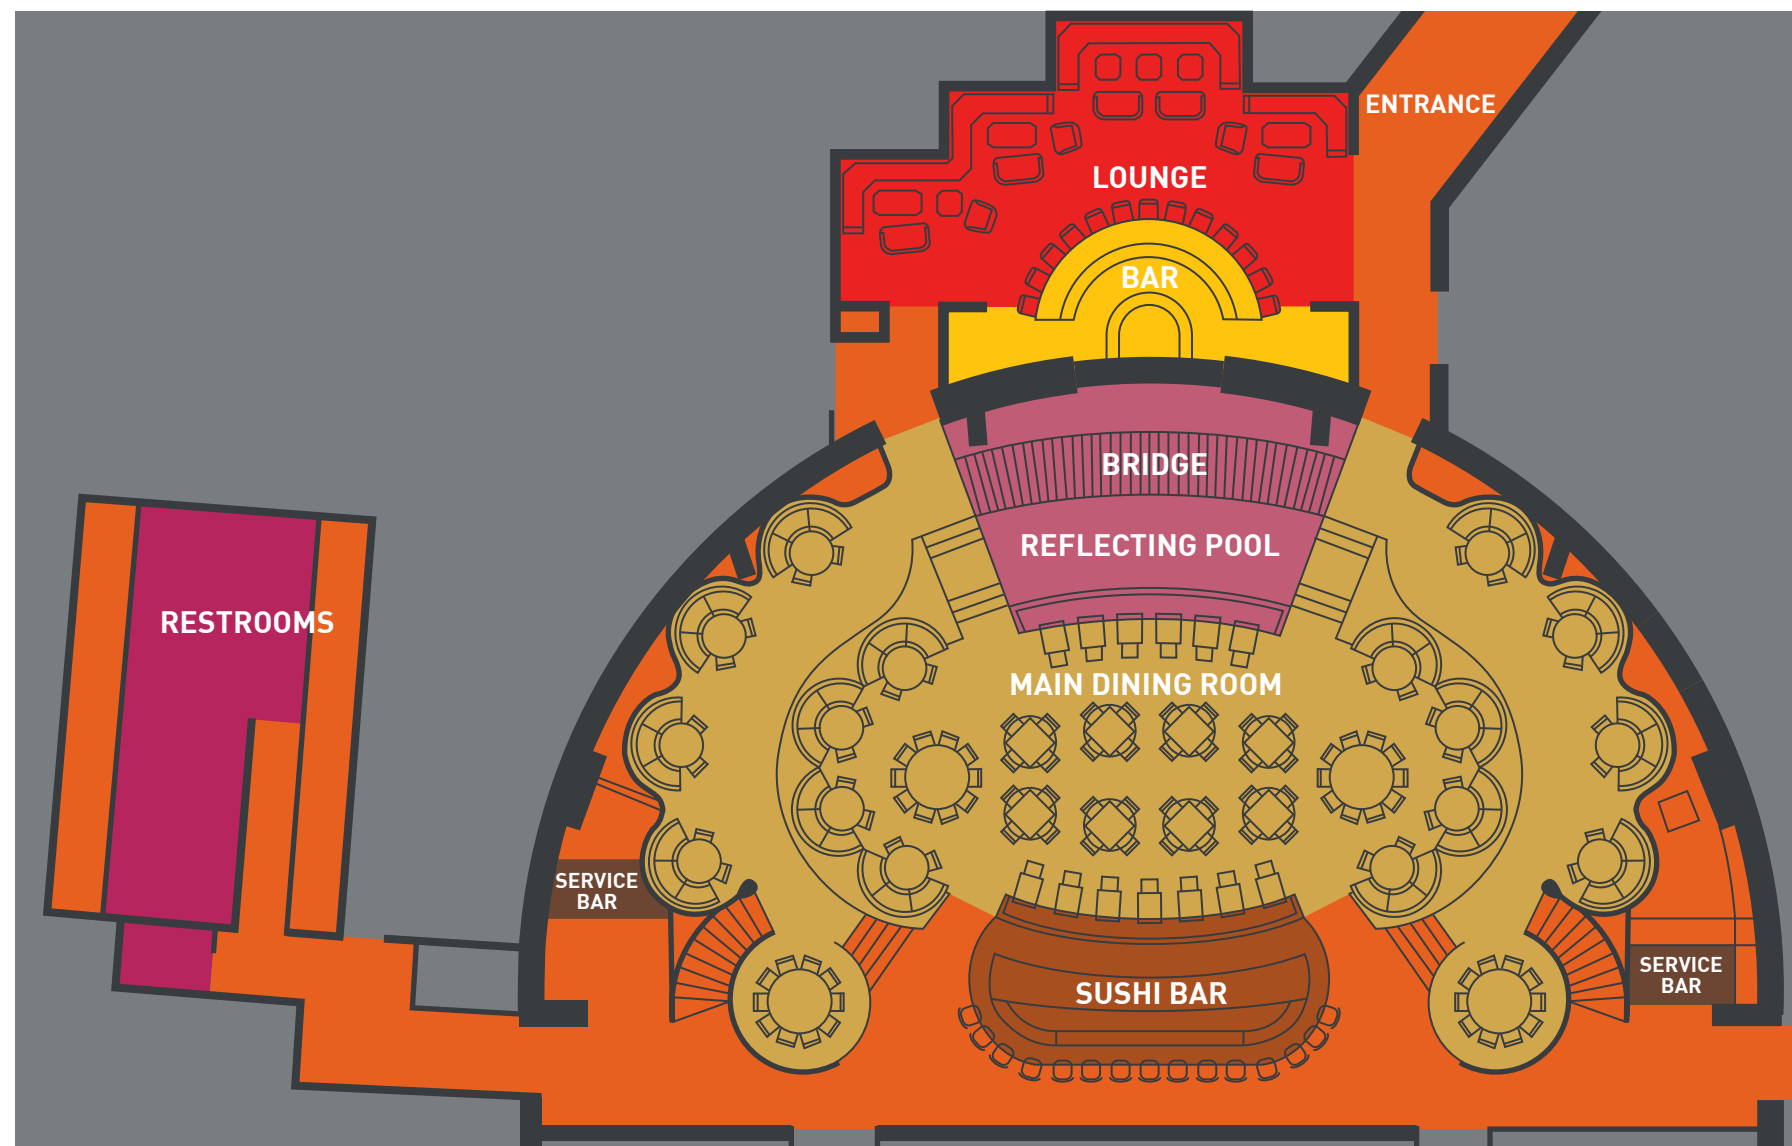 ENTRANCE
LOUNGE
BAR
BRIDGE
REFLECTING POOL
RESTROOMS
MAIN DINING ROOM
SERVICE
BAR
SUSHI BAR
SERVICE
BAR